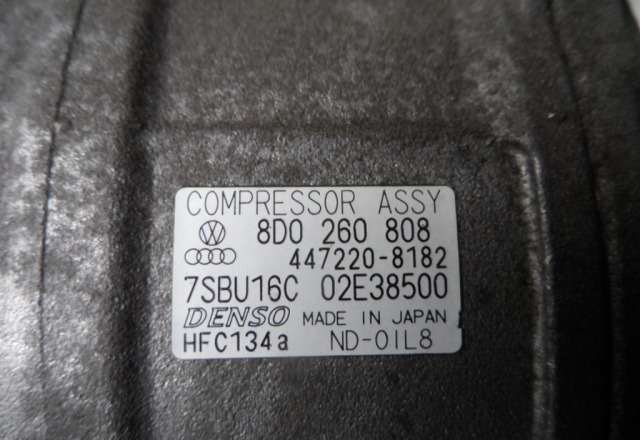 COMPRESSOR ASSY
8D0 260 808
447220-8182
7SBU16C 02E38500
DENSO MADE IN JAPAN
HFC134a ND-OIL8